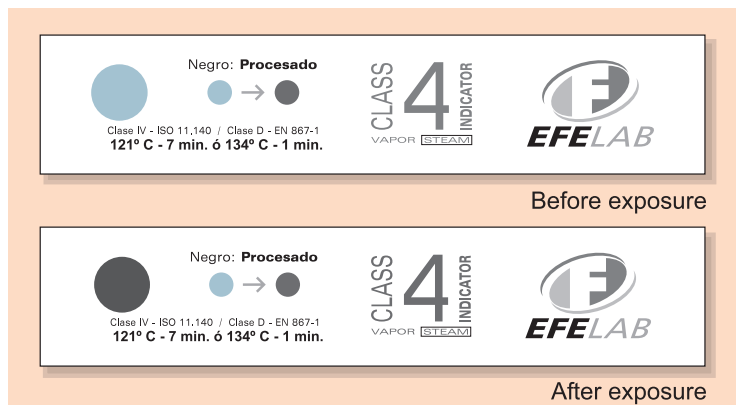 Negro: Procesado
Clase IV - ISO 11,140 / Clase D - EN 867-1
121º C - 7 min. ó 134º C - 1 min.
CLASS
4
INDICATOR
VAPOR STEAM
EFELAB
Before exposure
Negro: Procesado
Clase IV - ISO 11.140 / Clase D - EN 867-1
121º C - 7 min. ó 134º C - 1 min.
CLASS
4
INDICATOR
VAPOR STEAM
EFELAB
After exposure